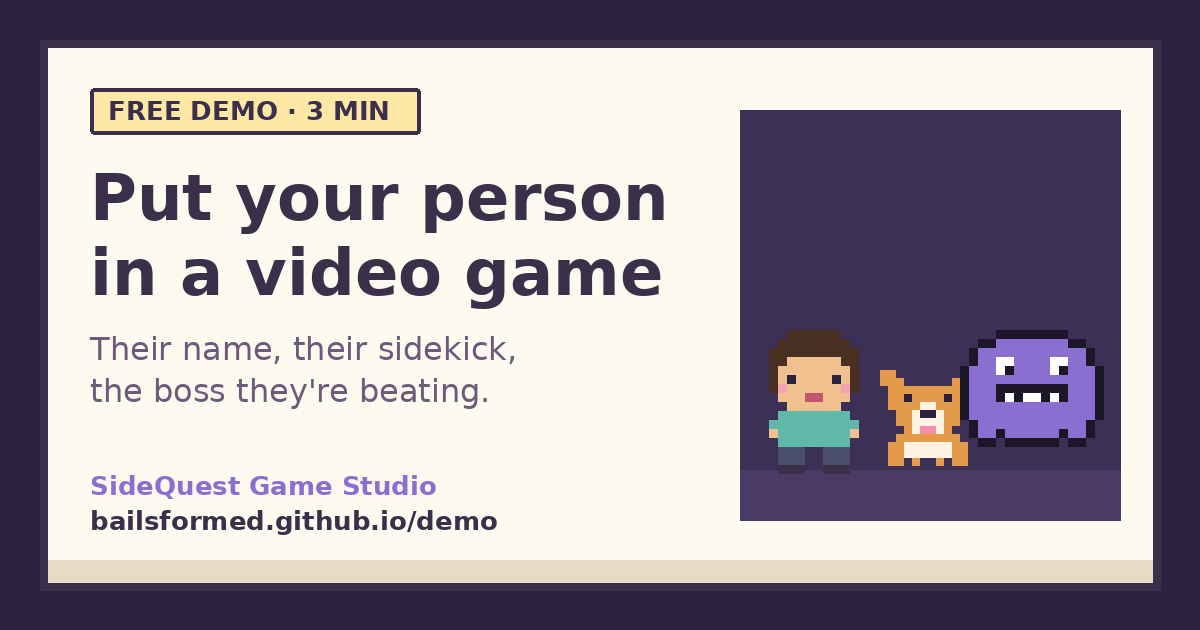 FREE DEMO · 3 MIN
Put your person
in a video game
Their name, their sidekick,
the boss they're beating.
SideQuest Game Studio
bailsformed.github.io/demo